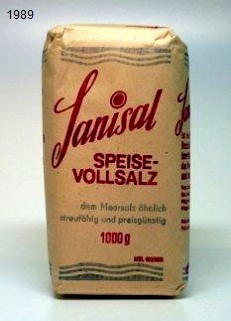 1989
Sanisal
SPEISE-
VOLLSALZ
dem Meersalz ähnlich
streufähig und preisgünstig
1000 g